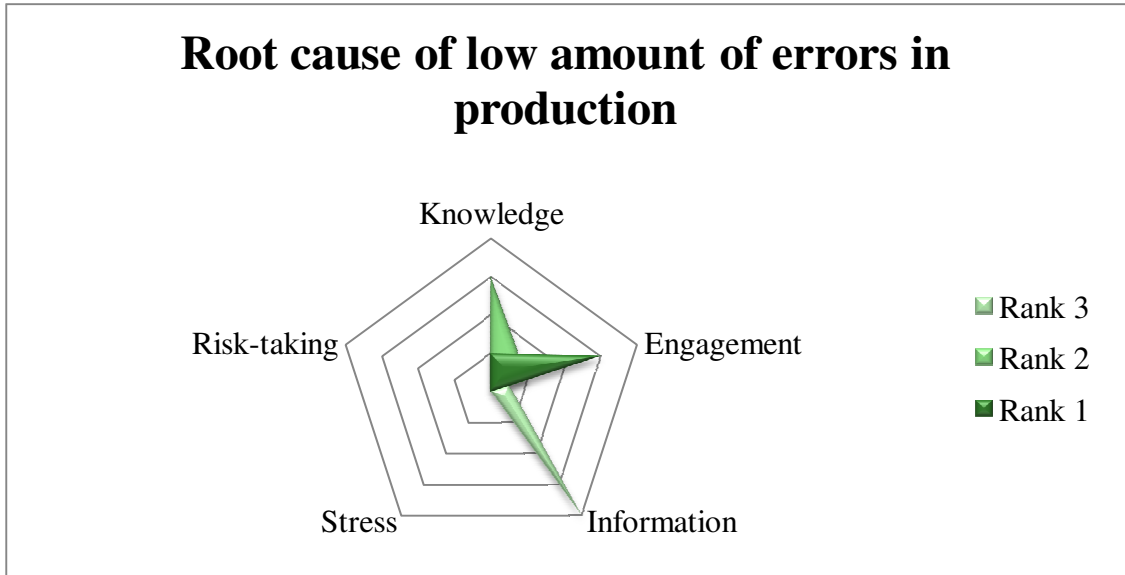 Root cause of low amount of errors in
production
Knowledge
Engagement
Risk-taking
Stress
Information
Rank 3
Rank 2
Rank 1